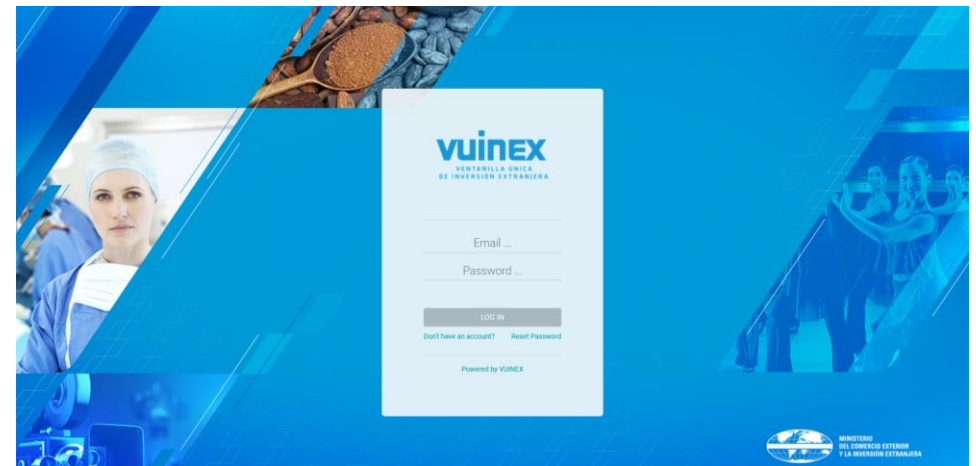 VUINEX
VENTANILLA ÚNICA
DE INVERSIÓN EXTRANJERA
Email ...
Password ...
LOG IN
Don't have an account? Reset Password
Powered by VUINEX
MINISTERIO
DEL COMERCIO EXTERIOR
Y LA INVERSIÓN EXTRANJERA